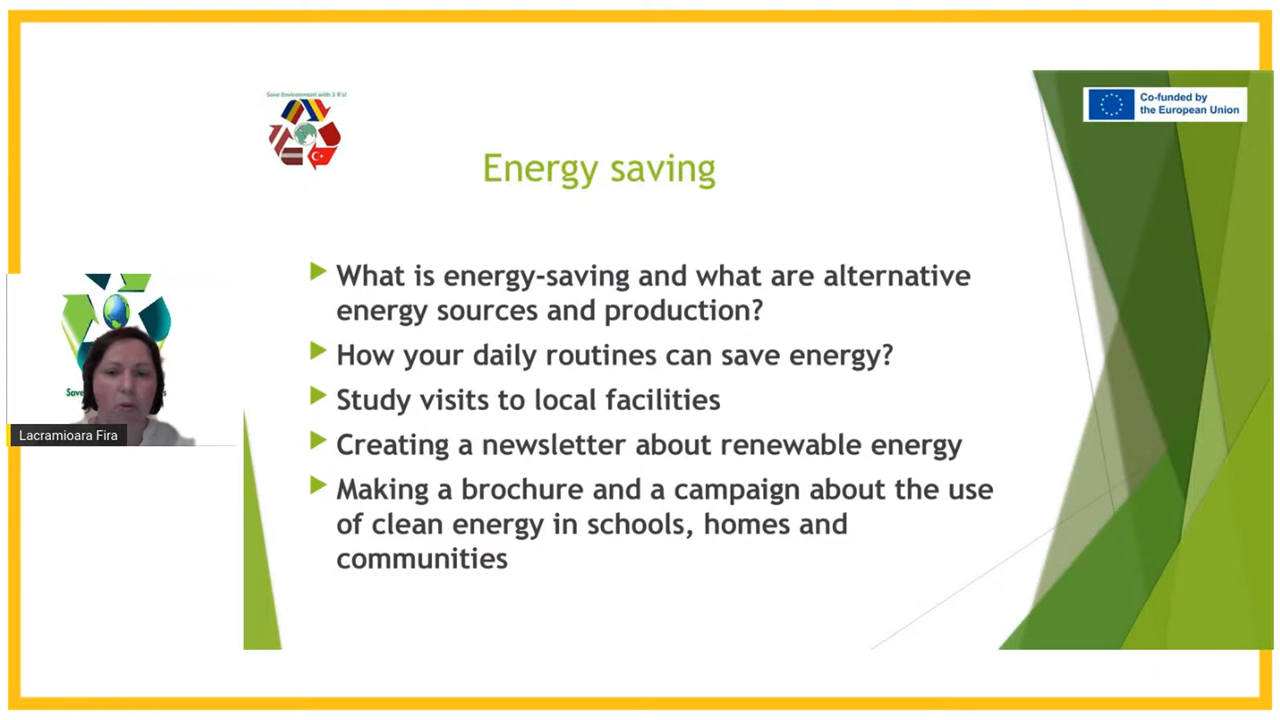 Save Environment with 3 R's!
Co-funded by
the European Union
Energy saving
What is energy-saving and what are alternative
energy sources and production?
How your daily routines can save energy?
Study visits to local facilities
Creating a newsletter about renewable energy
Making a brochure and a campaign about the use
of clean energy in schools, homes and
communities
Save
Lacramioara Fira